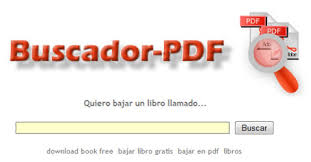 PDF
PDF
Buscador-PDF
Quiero bajar un libro llamado...
Buscar
download book free bajar libro gratis bajar en pdf libros